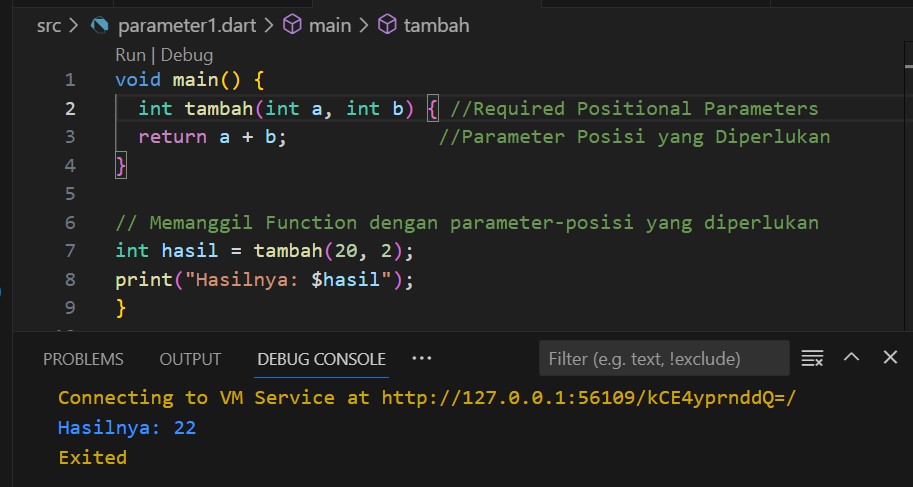 src > parameter1.dart > main > tambah
Run | Debug
1 void main() {
2 int tambah(int a, int b) { //Required Positional Parameters
3 return a + b; //Parameter Posisi yang Diperlukan
4 }
5
6 // Memanggil Function dengan parameter-posisi yang diperlukan
7 int hasil = tambah(20, 2);
8 print("Hasilnya: $hasil");
9 }
PROBLEMS OUTPUT DEBUG CONSOLE ··· Filter (e.g. text, !exclude)
Connecting to VM Service at http://127.0.0.1:56109/kCE4yprnddQ=/
Hasilnya: 22
Exited